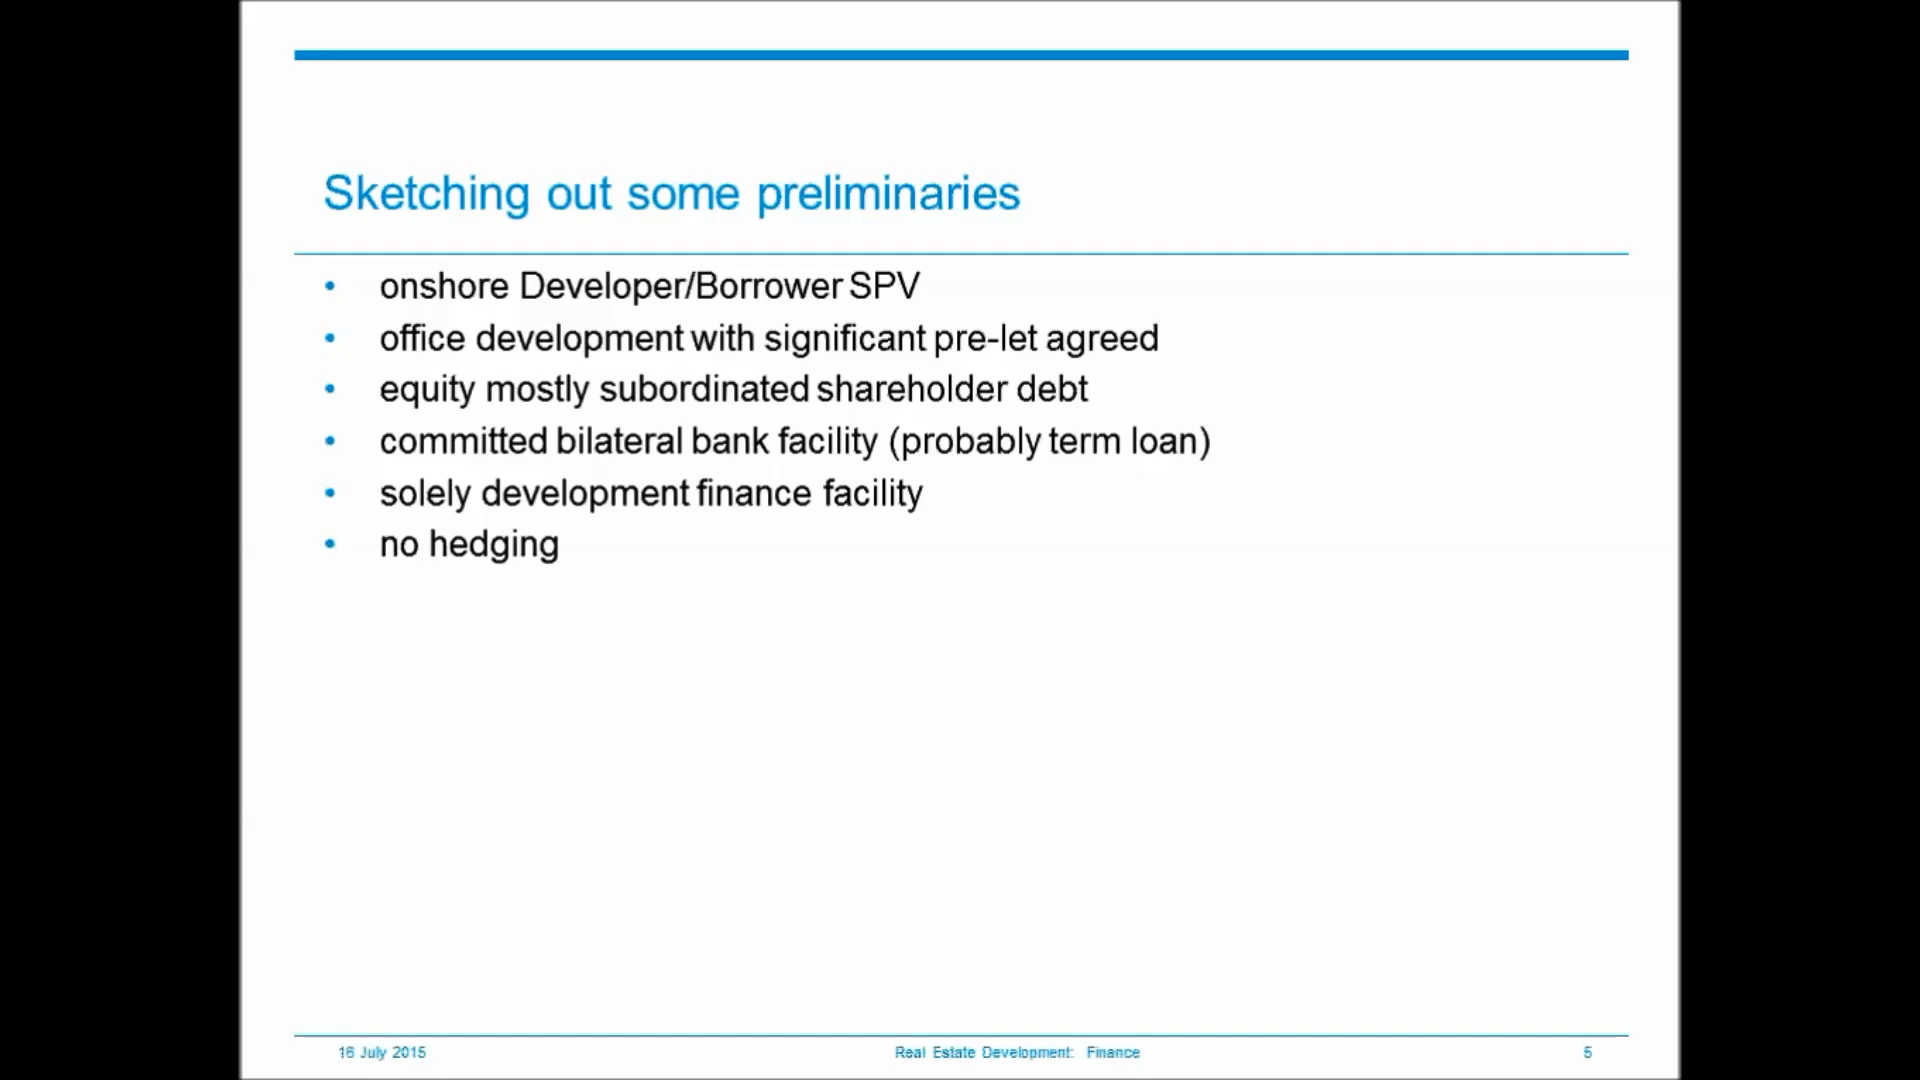 Sketching out some preliminaries
• onshore Developer/Borrower SPV
• office development with significant pre-let agreed
• equity mostly subordinated shareholder debt
• committed bilateral bank facility (probably term loan)
• solely development finance facility
• no hedging
16 July 2015 Real Estate Development: Finance 5